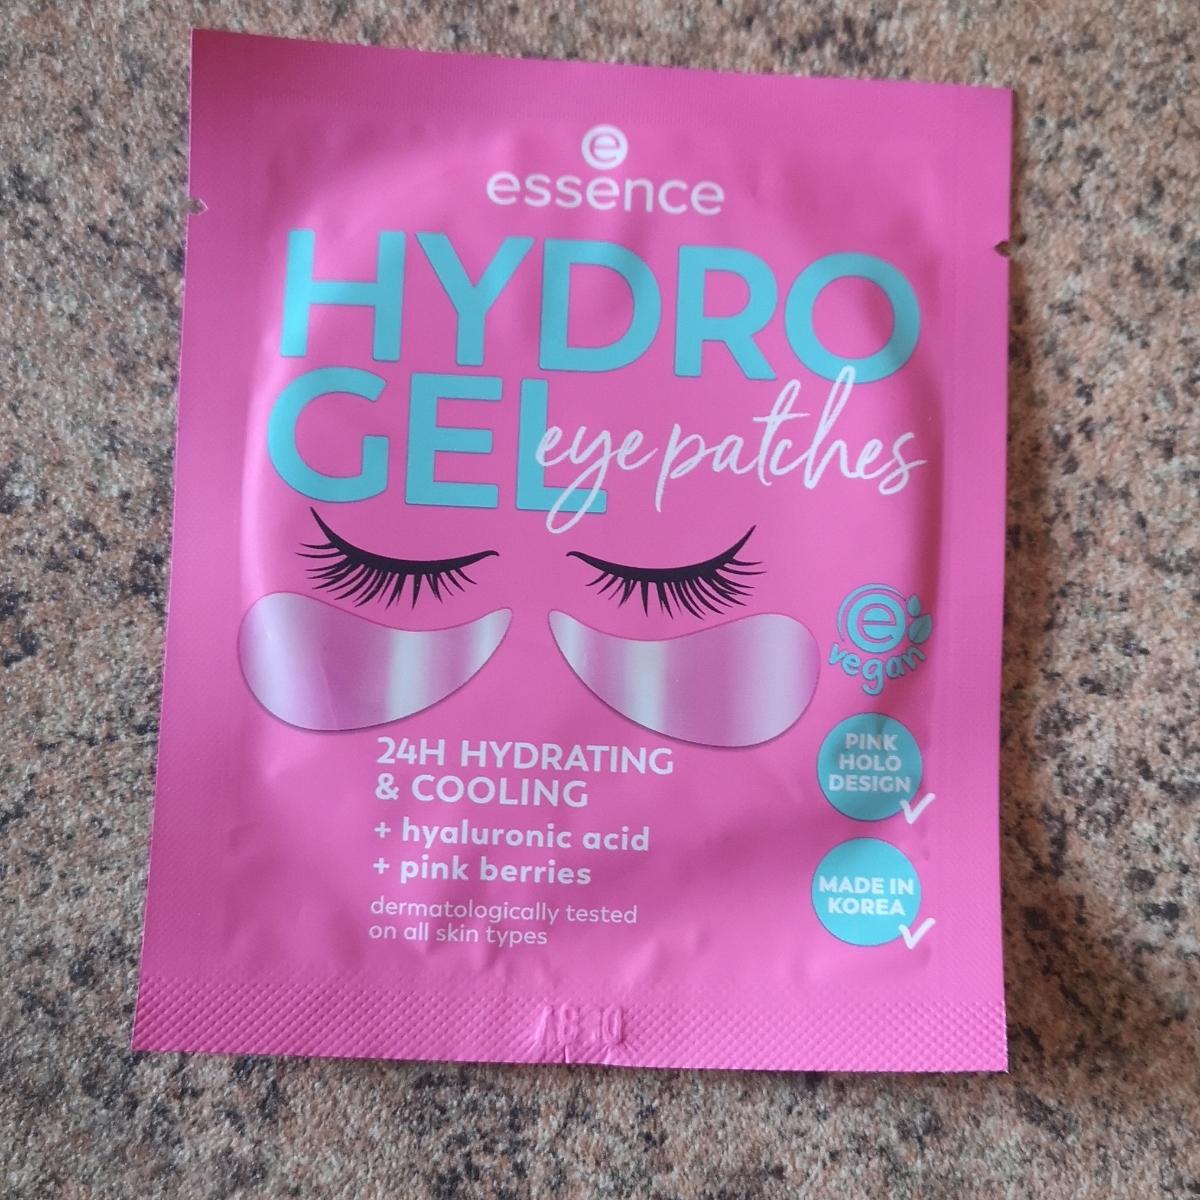 e
essence
HYDRO
GEL
eye patches
e
vegan
24H HYDRATING
& COOLING
+ hyaluronic acid
+ pink berries
dermatologically tested
on all skin types
PINK
HOLO
DESIGN
MADE IN
KOREA